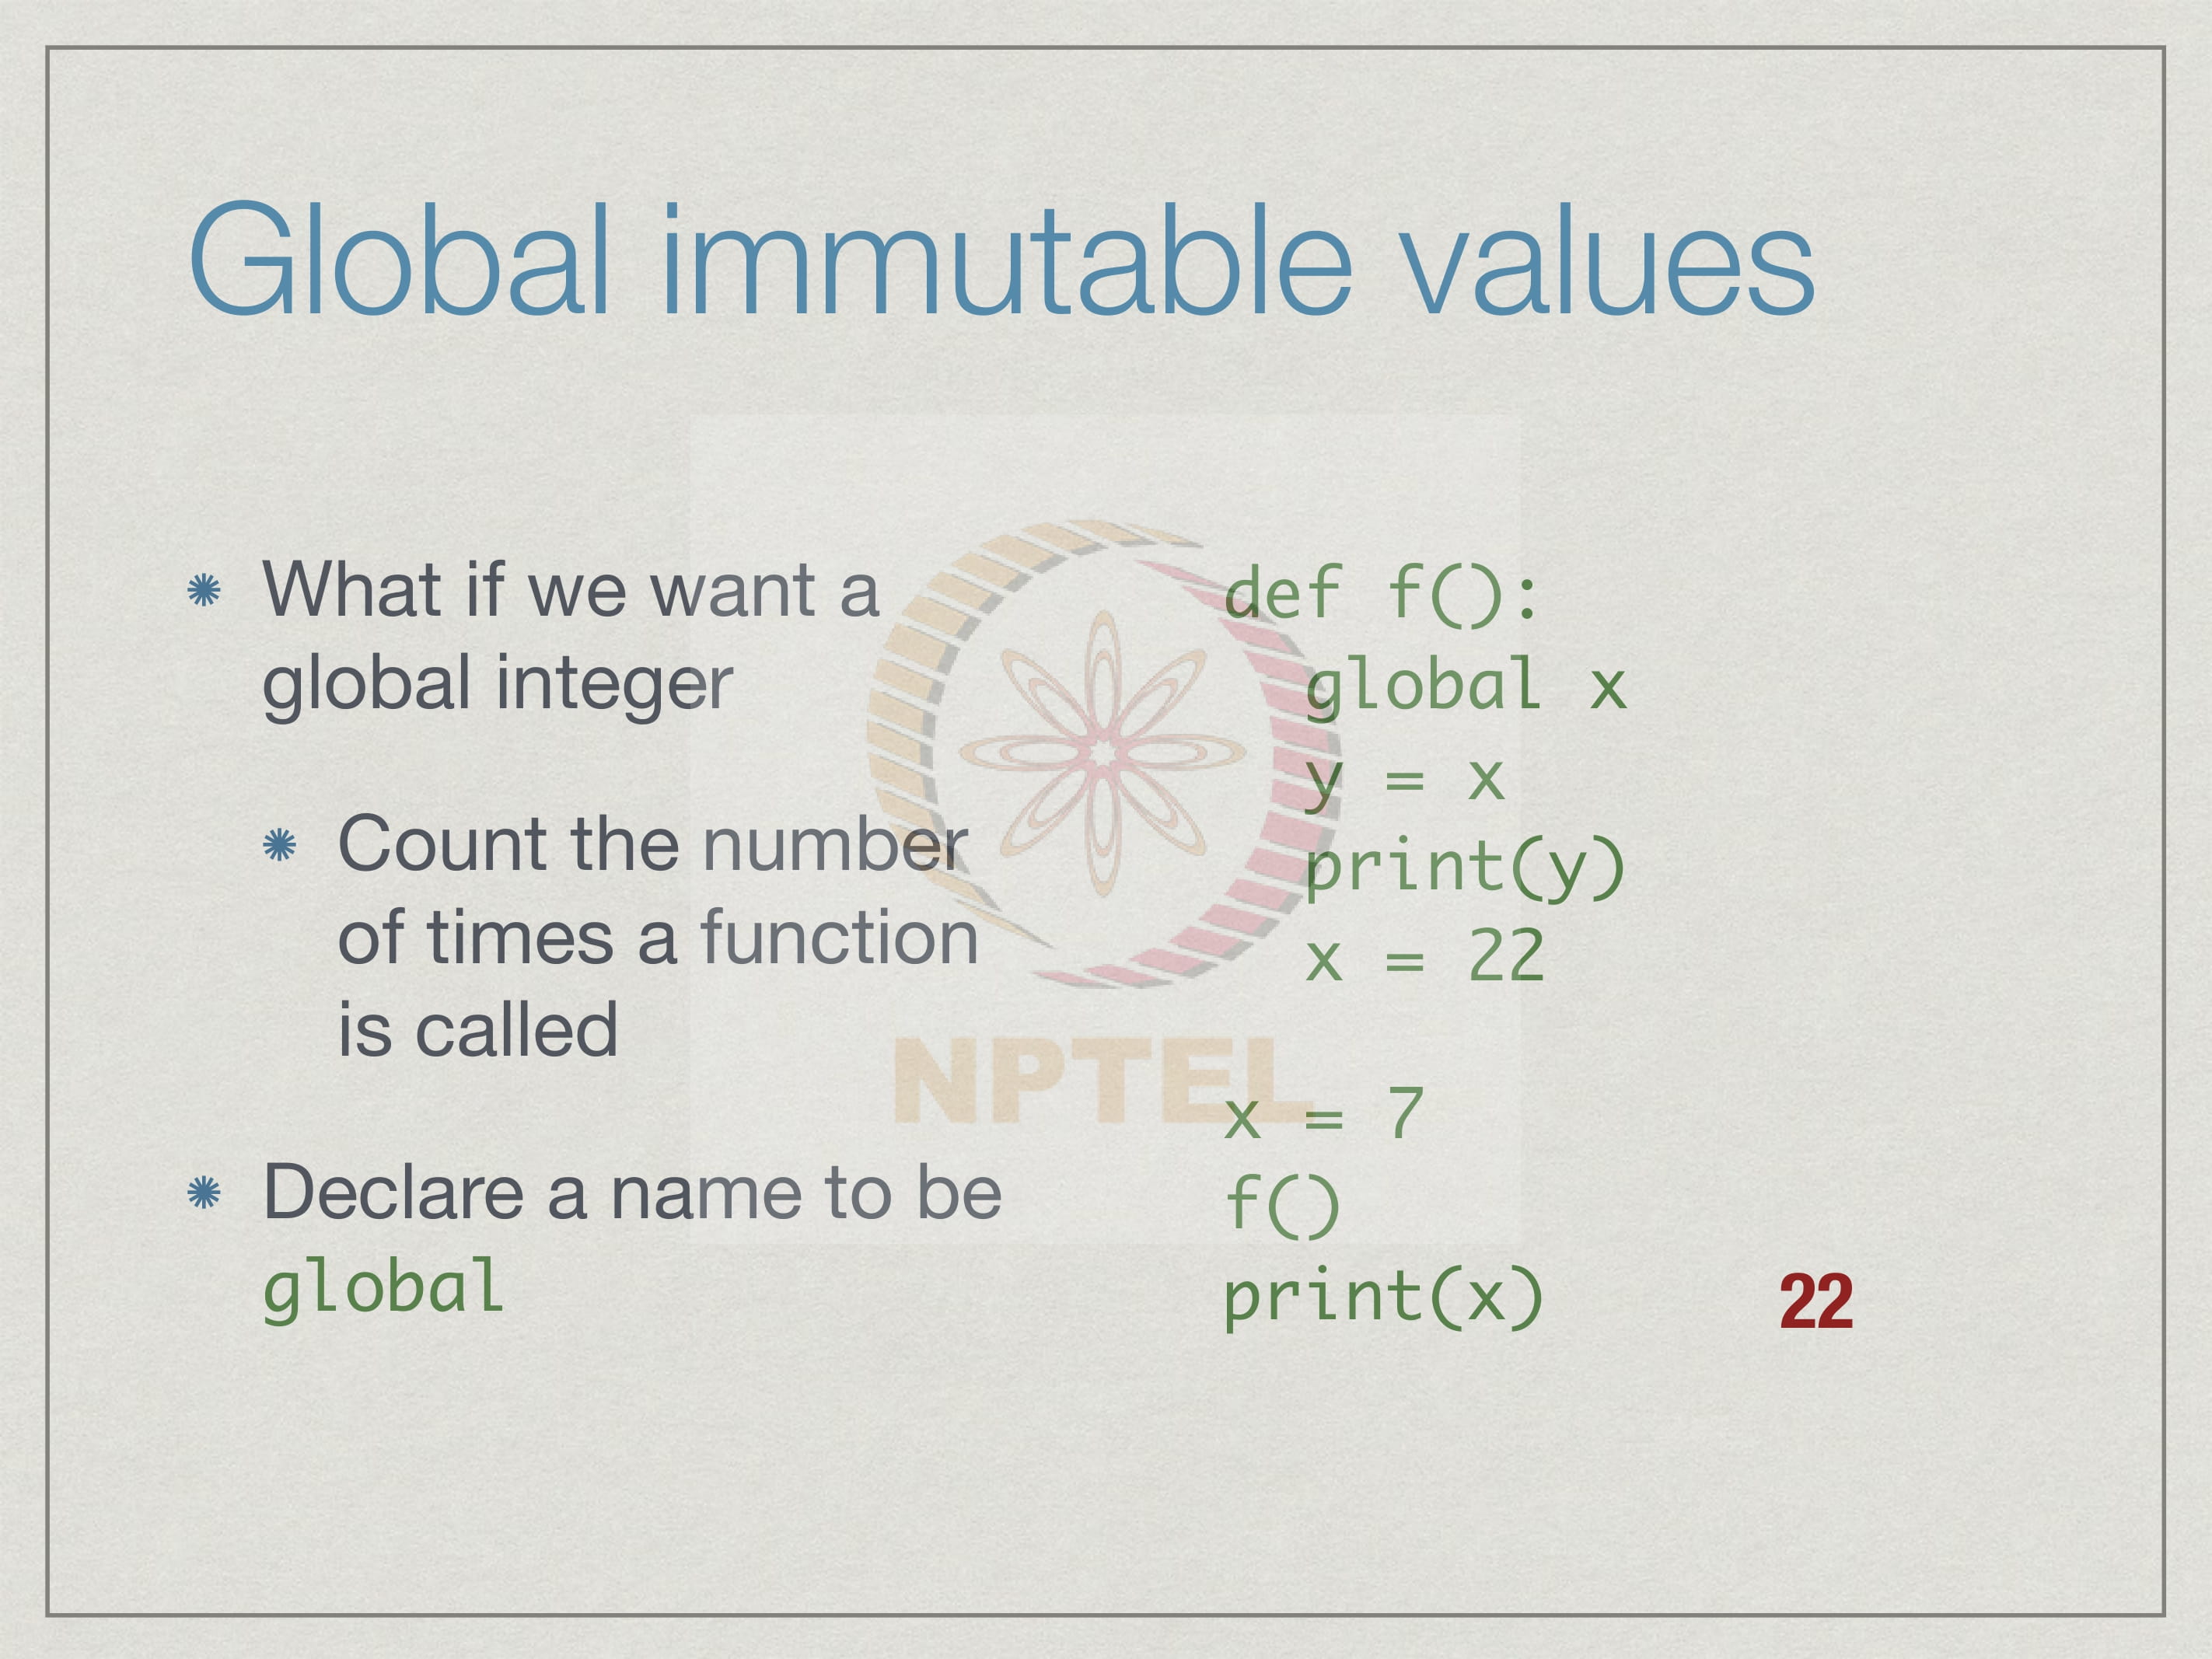 Global immutable values
What if we want a
global integer
Count the number
of times a function
is called
Declare a name to be
global
def f():
  global x
  y = x
  print(y)
  x = 22
x = 7
f()
print(x)
22
NPTEL